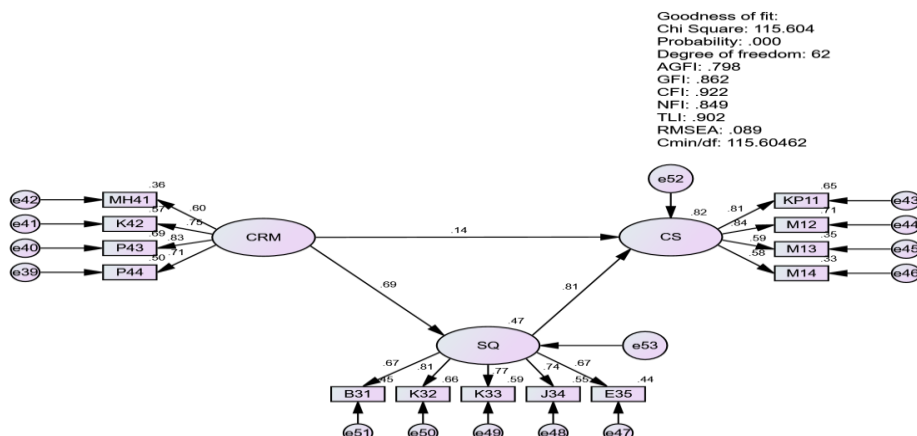 Goodness of fit:
Chi Square: 115.604
Probability: .000
Degree of freedom: 62
AGFI: .798
GFI: .862
CFI: .922
NFI: .849
TLI: .902
RMSEA: .089
Cmin/df: 115.60462
e52
.36
.65
e42
MH41
.60
.82
.81
KP11
e43
.57
.71
e41
K42
.75
CRM
.14
CS
.84
M12
e44
.69
.35
e40
P43
.83
.59
M13
e45
.50
.71
.33
e39
P44
.58
M14
e46
.69
.81
.47
SQ
e53
.67
.81
.77
.74
.67
.45
.66
.59
.55
.44
B31
K32
K33
J34
E35
e51
e50
e49
e48
e47